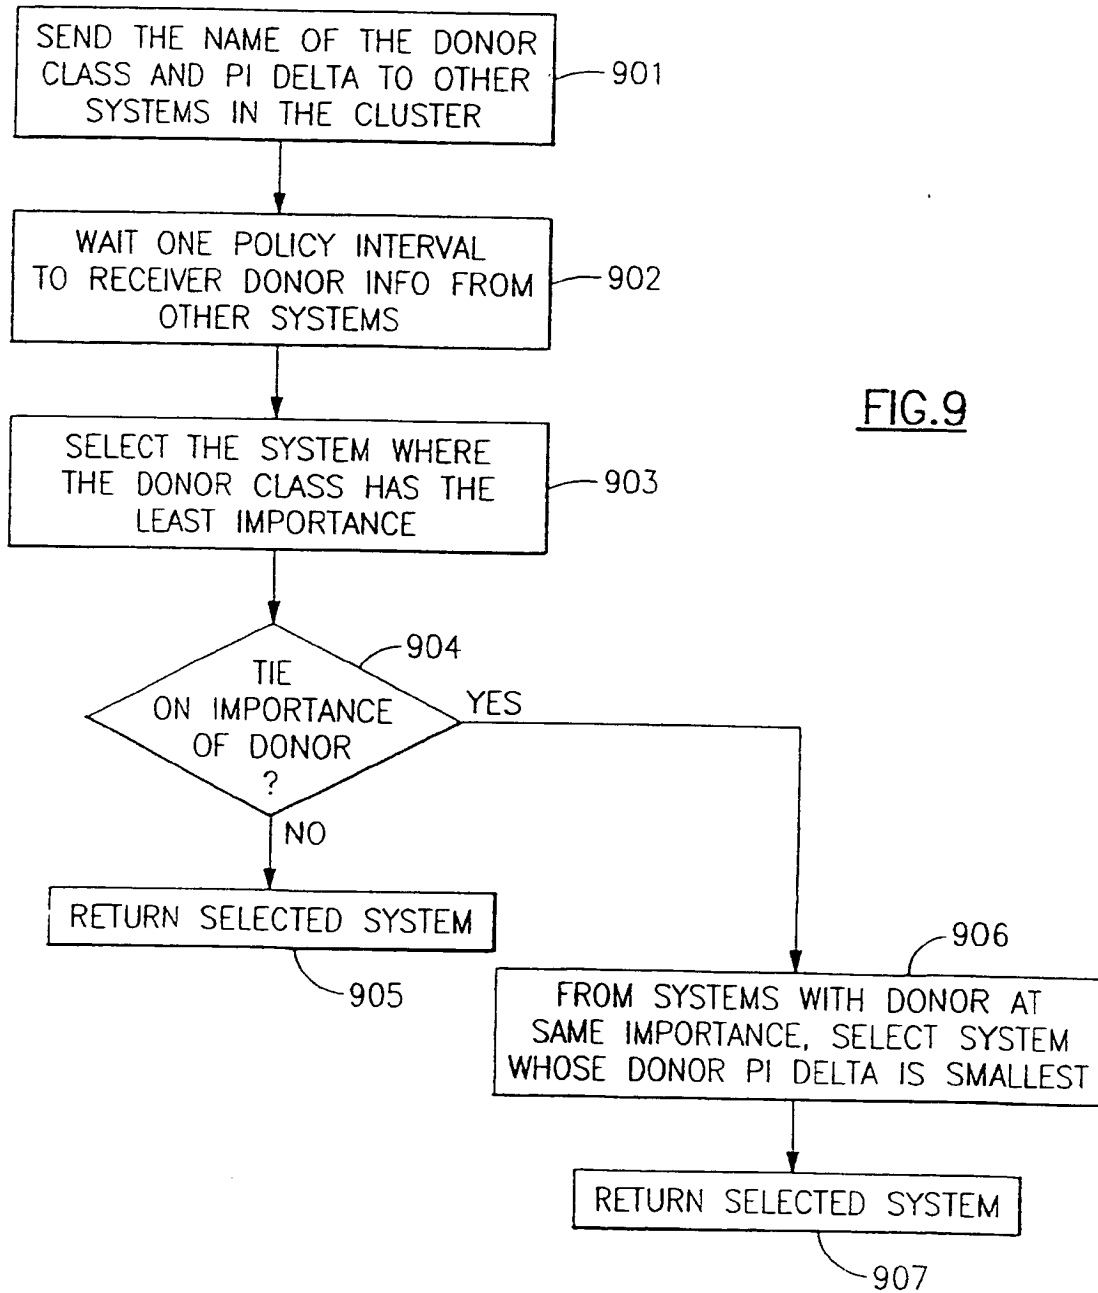 SEND THE NAME OF THE DONOR
CLASS AND PI DELTA TO OTHER
SYSTEMS IN THE CLUSTER
901
WAIT ONE POLICY INTERVAL
TO RECEIVER DONOR INFO FROM
OTHER SYSTEMS
902
FIG.9
SELECT THE SYSTEM WHERE
THE DONOR CLASS HAS THE
LEAST IMPORTANCE
903
TIE
ON IMPORTANCE
OF DONOR
?
904
YES
NO
RETURN SELECTED SYSTEM
905
906
FROM SYSTEMS WITH DONOR AT
SAME IMPORTANCE, SELECT SYSTEM
WHOSE DONOR PI DELTA IS SMALLEST
RETURN SELECTED SYSTEM
907